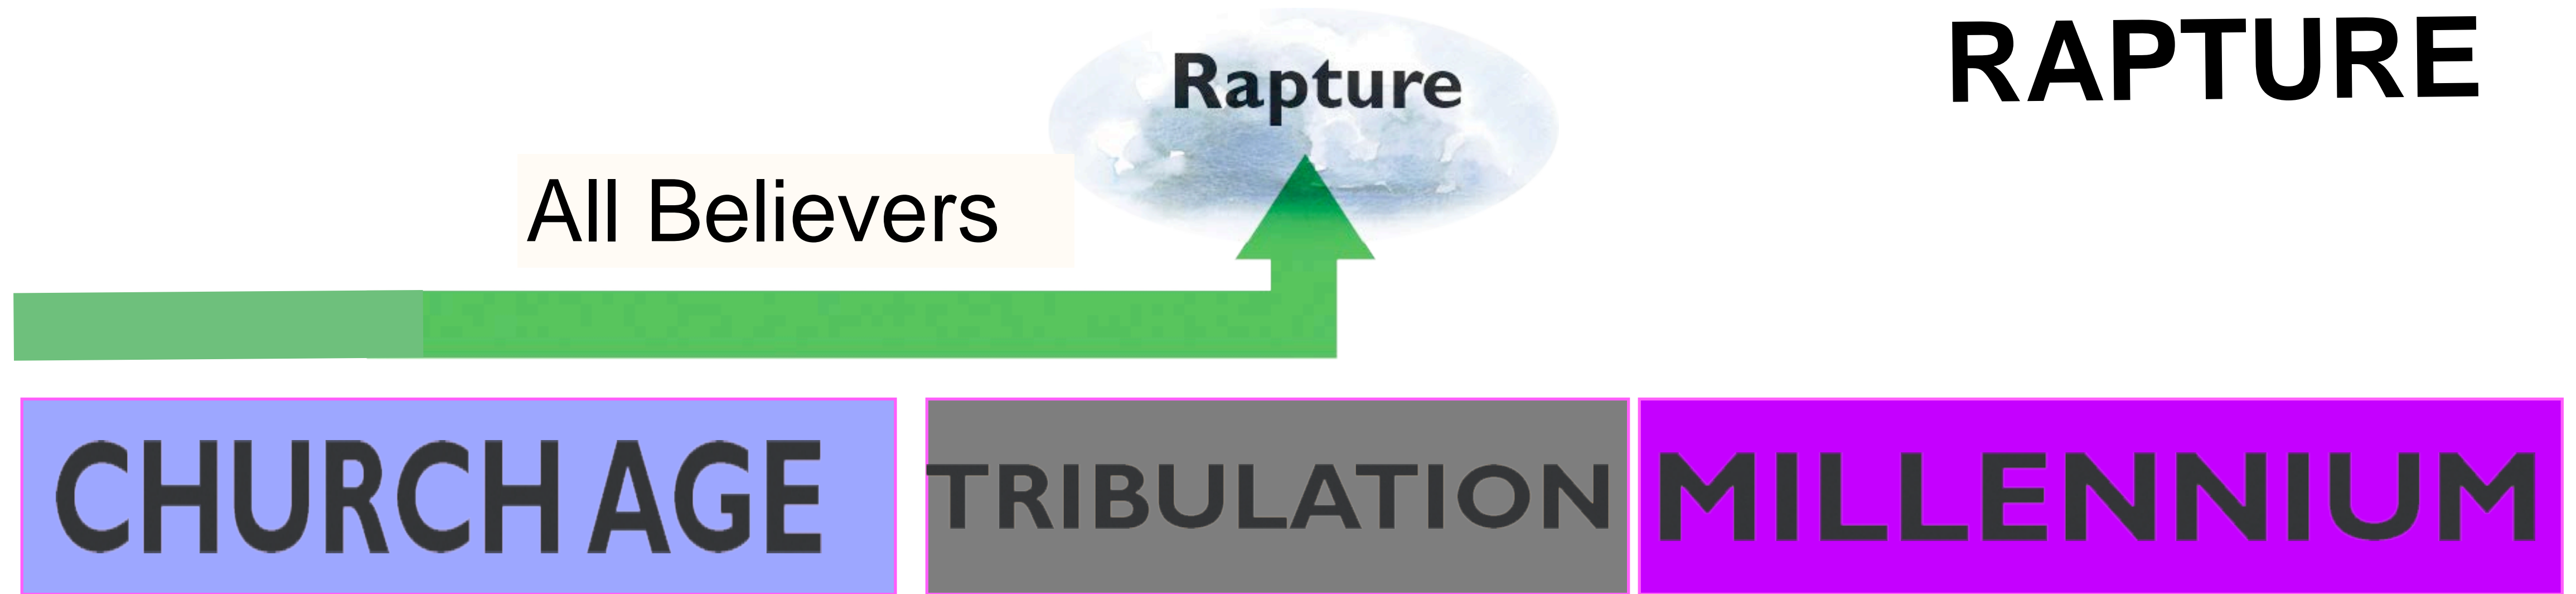 RAPTURE
Rapture
All Believers
CHURCH AGE
TRIBULATION
MILLENNIUM